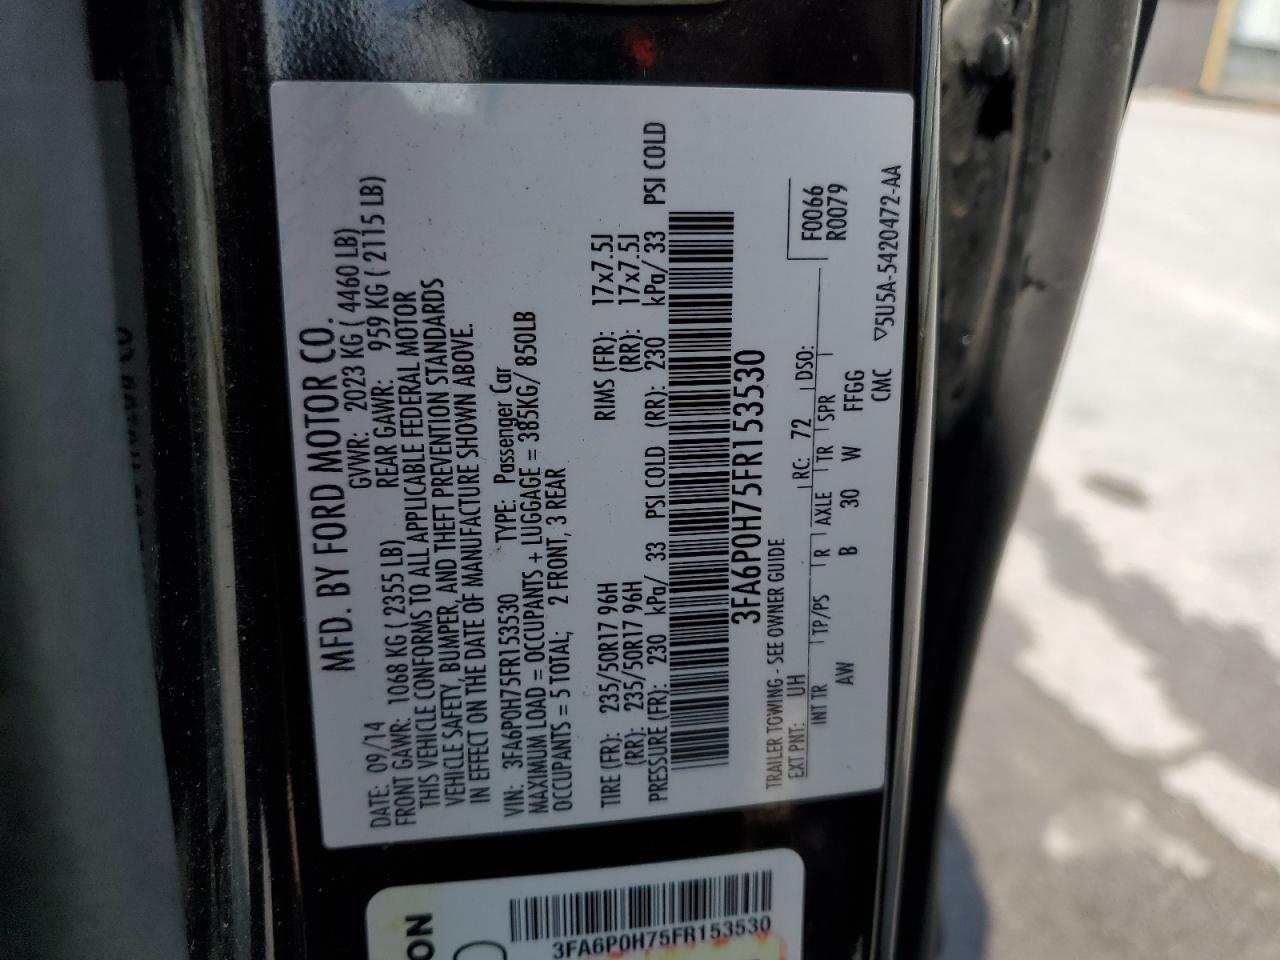 MFD. BY FORD MOTOR CO.
DATE: 09/14 GVWR: 2023 KG ( 4460 LB)
FRONT GAWR: 1068 KG ( 2355 LB) REAR GAWR: 959 KG ( 2115 LB)
THIS VEHICLE CONFORMS TO ALL APPLICABLE FEDERAL MOTOR
VEHICLE SAFETY, BUMPER, AND THEFT PREVENTION STANDARDS
IN EFFECT ON THE DATE OF MANUFACTURE SHOWN ABOVE.
VIN: 3FA6P0H75FR153530 TYPE: Passenger Car
MAXIMUM LOAD = OCCUPANTS + LUGGAGE = 385KG/ 850LB
OCCUPANTS = 5 TOTAL; 2 FRONT, 3 REAR
TIRE (FR): 235/50R17 96H RIMS (FR): 17x7.5J
(RR): 235/50R17 96H (RR): 17x7.5J
PRESSURE (FR): 230 kPa/ 33 PSI COLD (RR): 230 kPa/ 33 PSI COLD
3FA6P0H75FR153530
TRAILER TOWING - SEE OWNER GUIDE
EXT PNT: UH RC: 72 DSO: F0066
INT TR TP/PS R AXLE TR SPR R0079
AW B 30 W FFGG
CMC
▽5U5A-5420472-AA
ION
3FA6P0H75FR153530